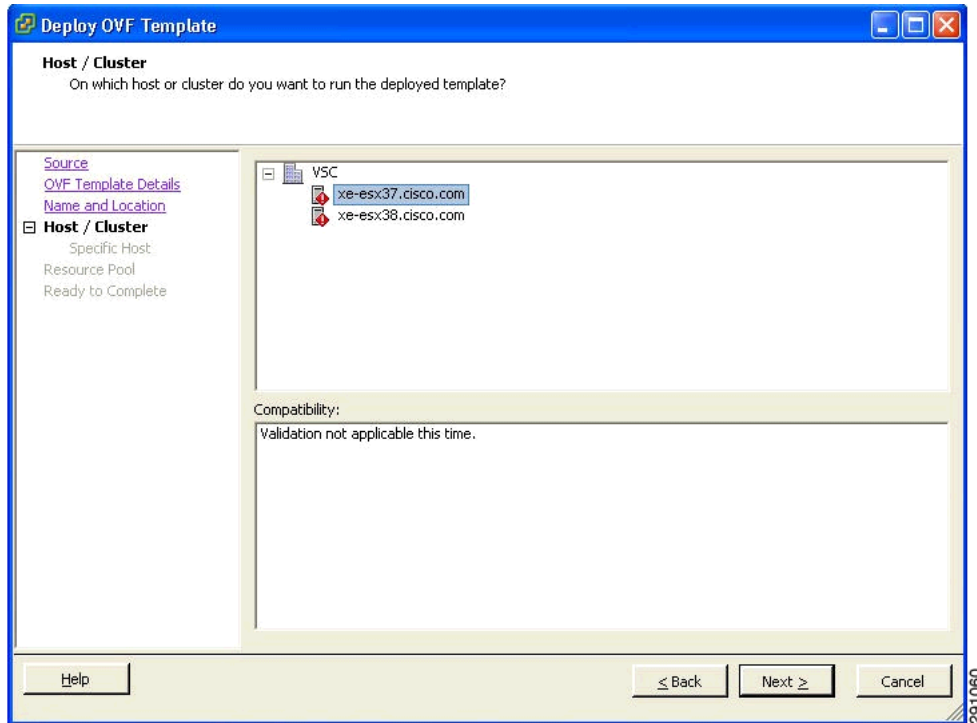 Deploy OVF Template
Host / Cluster
On which host or cluster do you want to run the deployed template?
Source
OVF Template Details
Name and Location
Host / Cluster
Specific Host
Resource Pool
Ready to Complete
VSC
xe-esx37.cisco.com
xe-esx38.cisco.com
Compatibility:
Validation not applicable this time.
Help
< Back
Next >
Cancel
291060